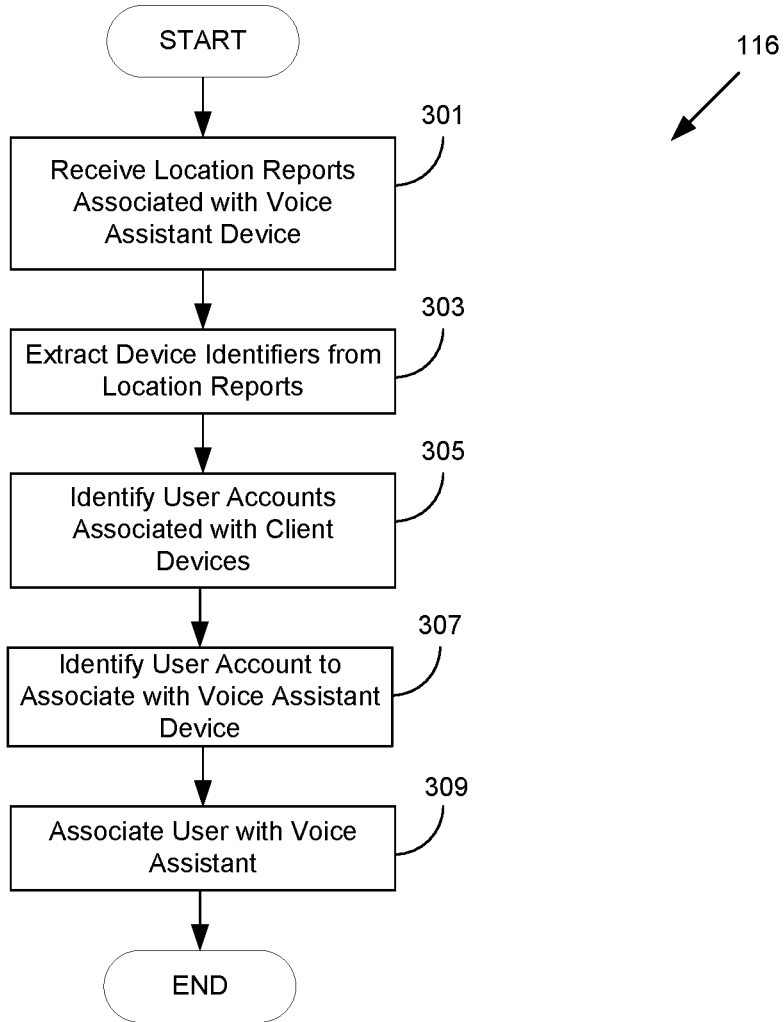 START
116
301
Receive Location Reports
Associated with Voice
Assistant Device
303
Extract Device Identifiers from
Location Reports
305
Identify User Accounts
Associated with Client
Devices
307
Identify User Account to
Associate with Voice Assistant
Device
309
Associate User with Voice
Assistant
END